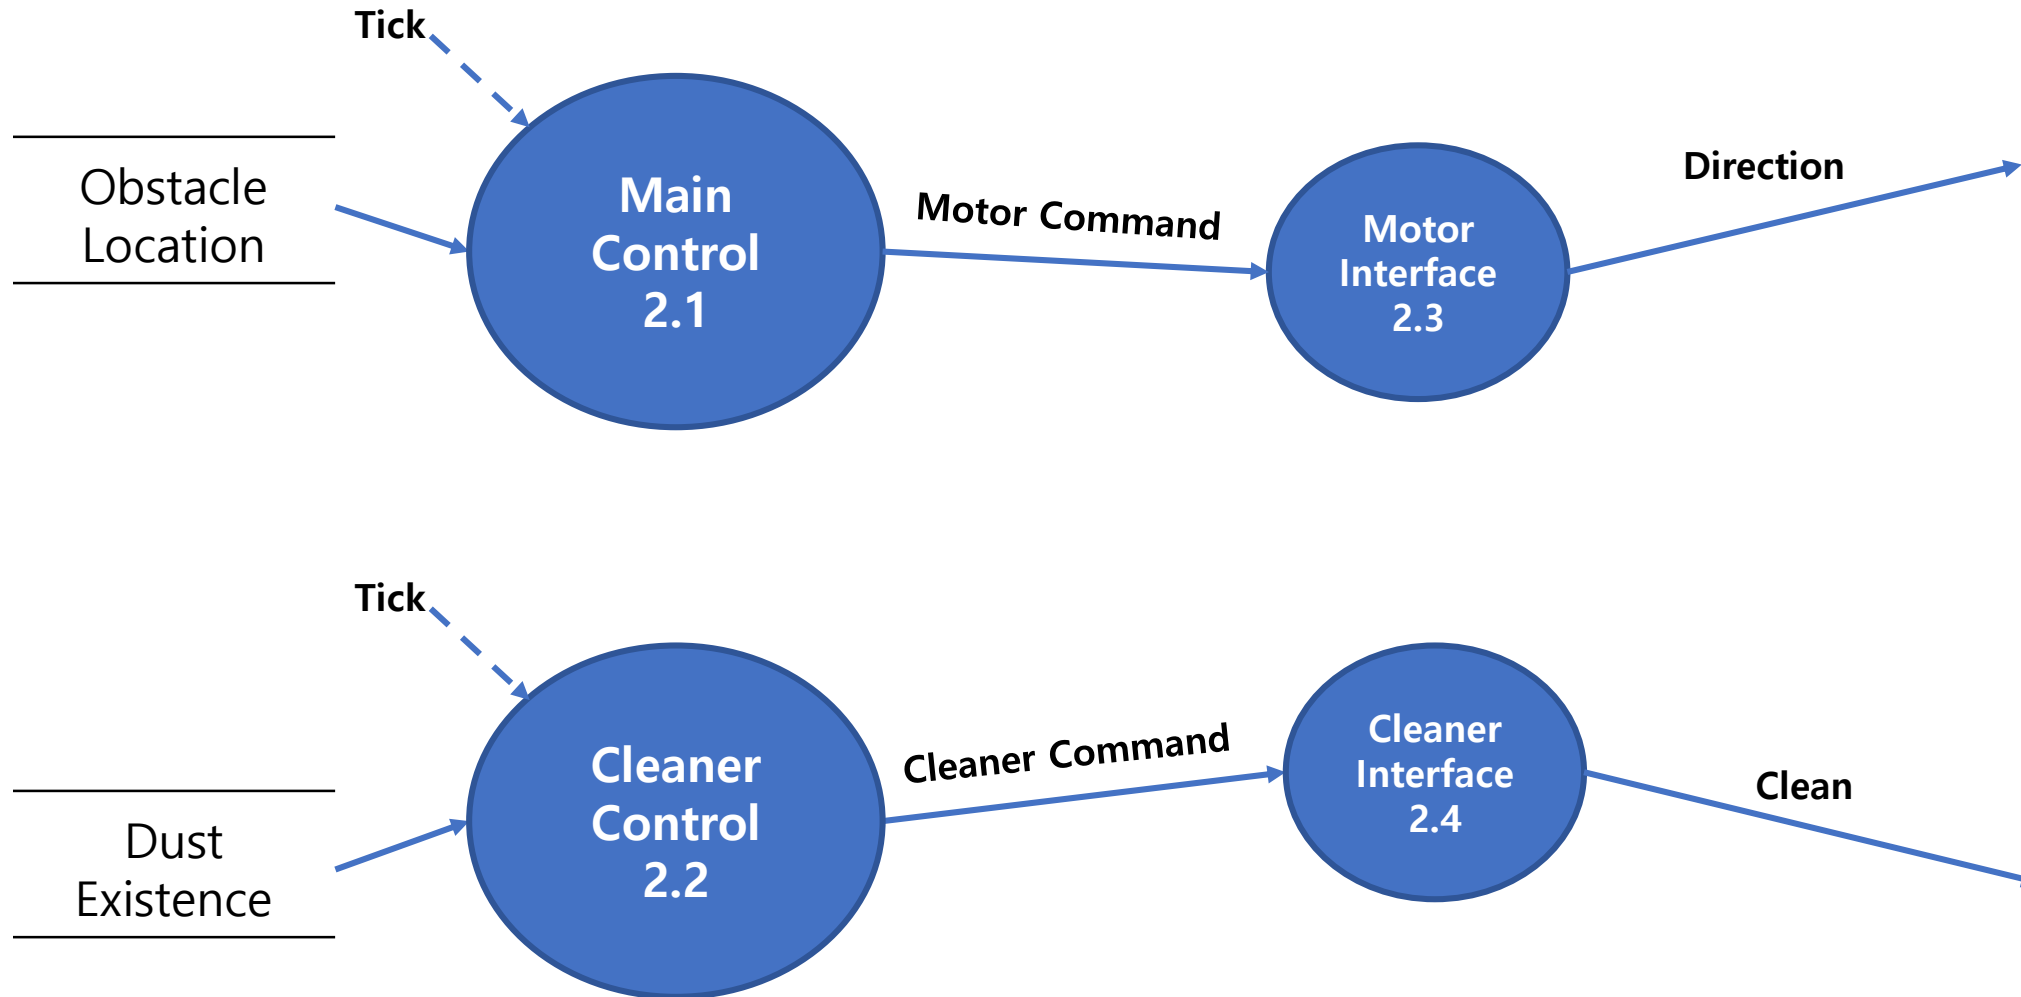 Tick
Obstacle
Location
Main
Control
2.1
Motor Command
Motor
Interface
2.3
Direction
Tick
Dust
Existence
Cleaner
Control
2.2
Cleaner Command
Cleaner
Interface
2.4
Clean